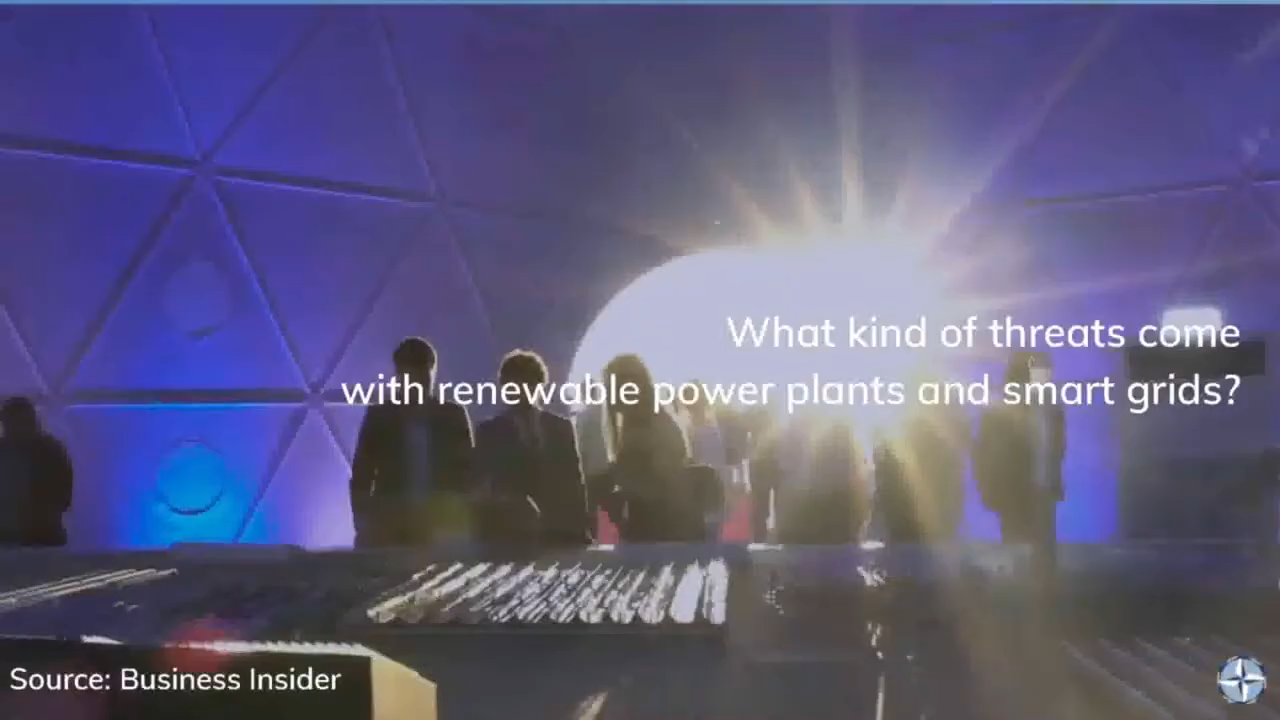 What kind of threats come
with renewable power plants and smart grids?
Source: Business Insider